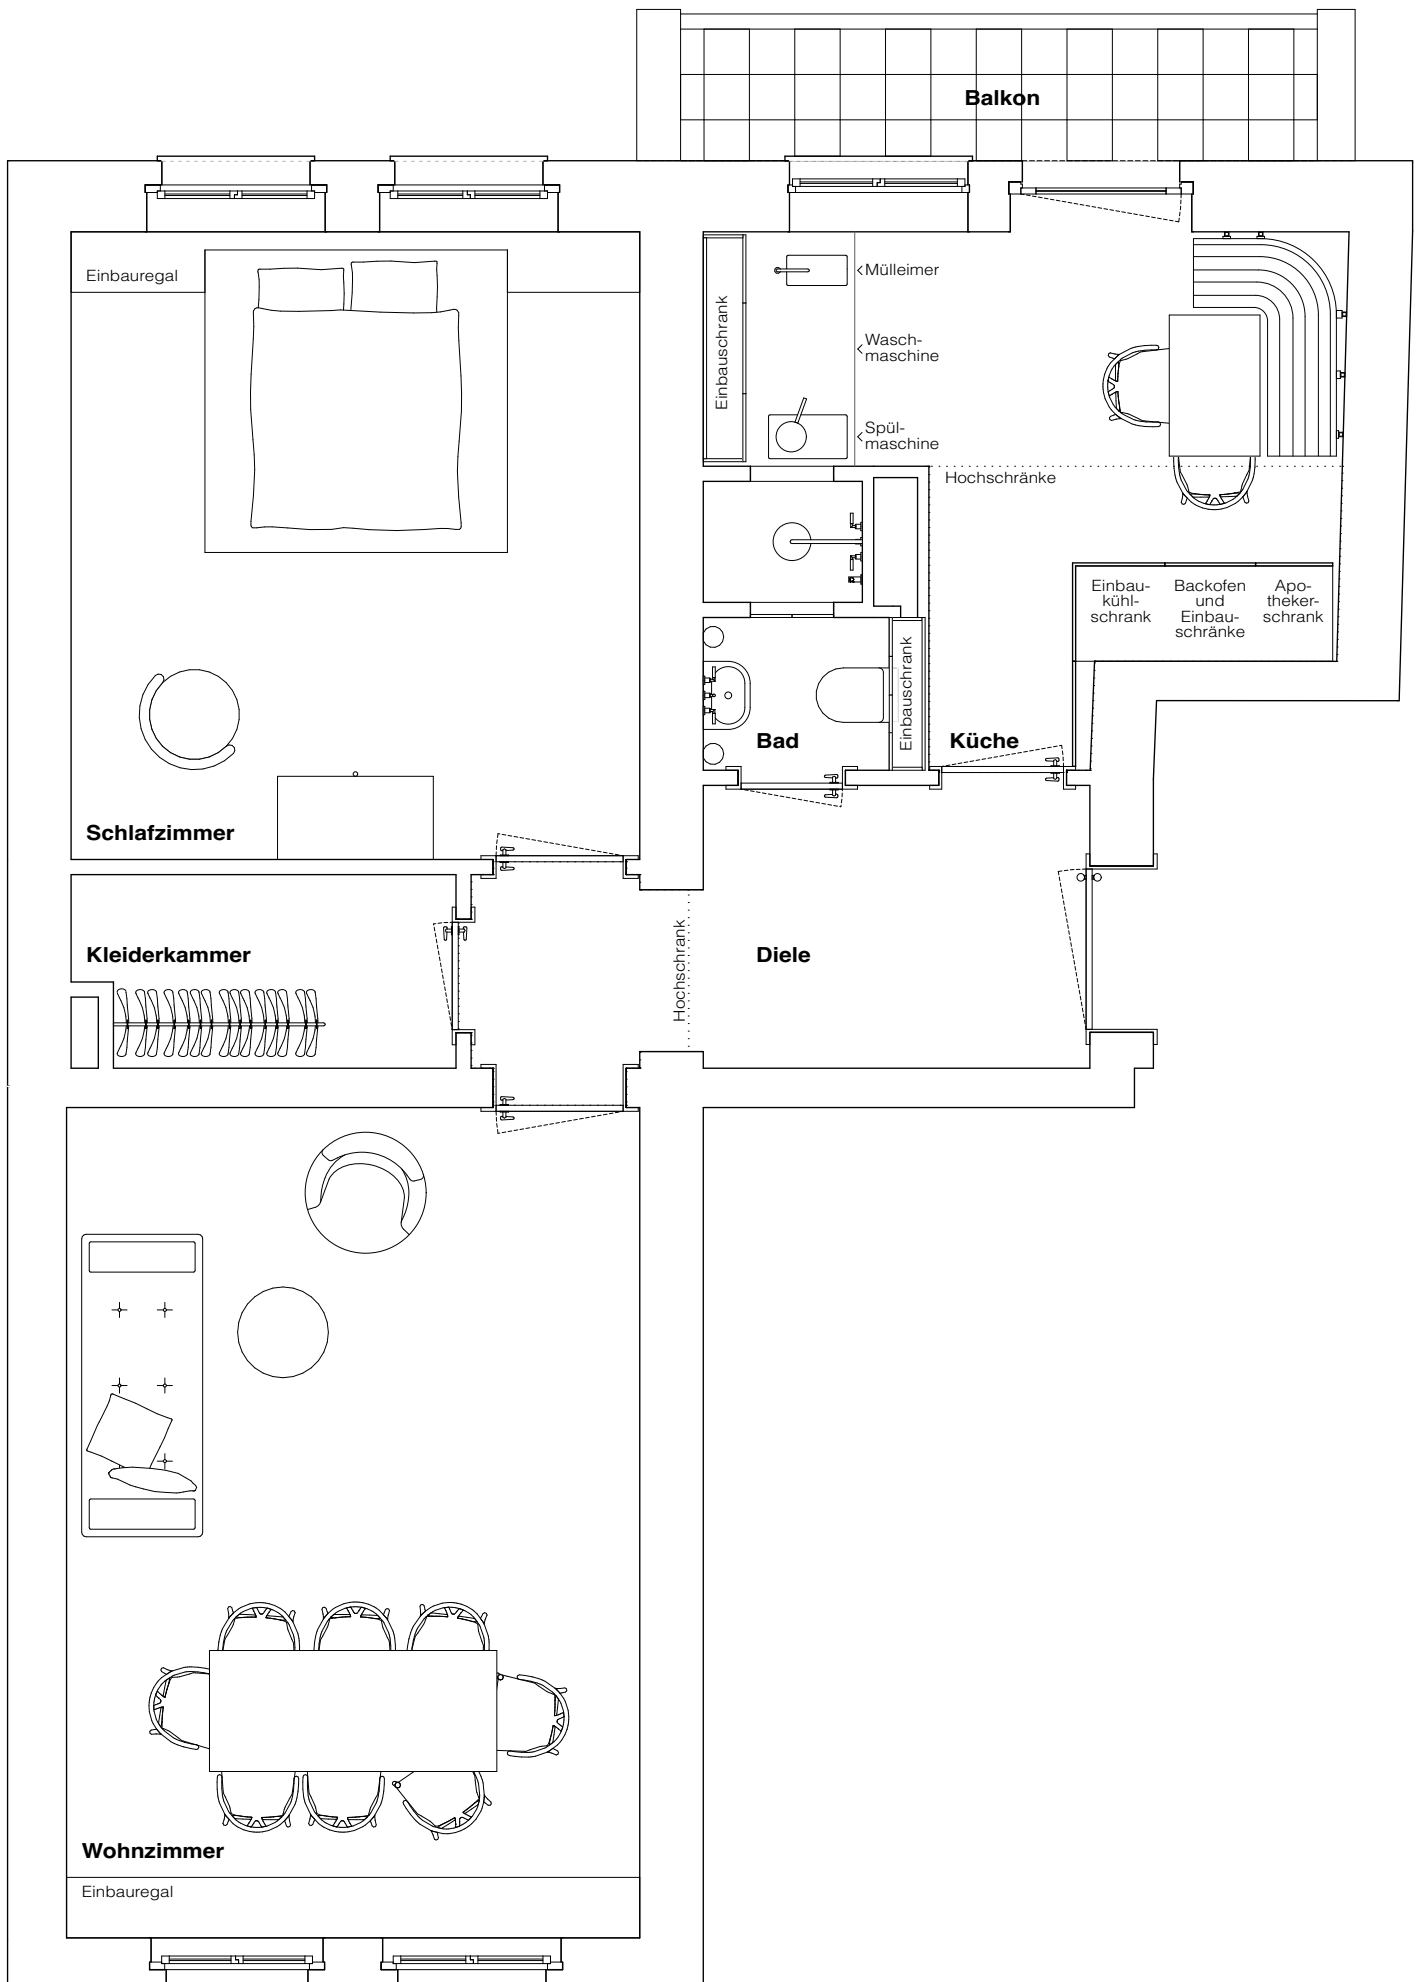 Balkon
Einbauregal
Einbauschrank
Mülleimer
Wasch-
maschine
Spül-
maschine
Hochschränke
Einbau-
kühl-
schrank
Backofen
und
Einbau-
schränke
Apo-
theker-
schrank
Einbauschrank
Bad
Küche
Schlafzimmer
Kleiderkammer
Hochschrank
Diele
Wohnzimmer
Einbauregal